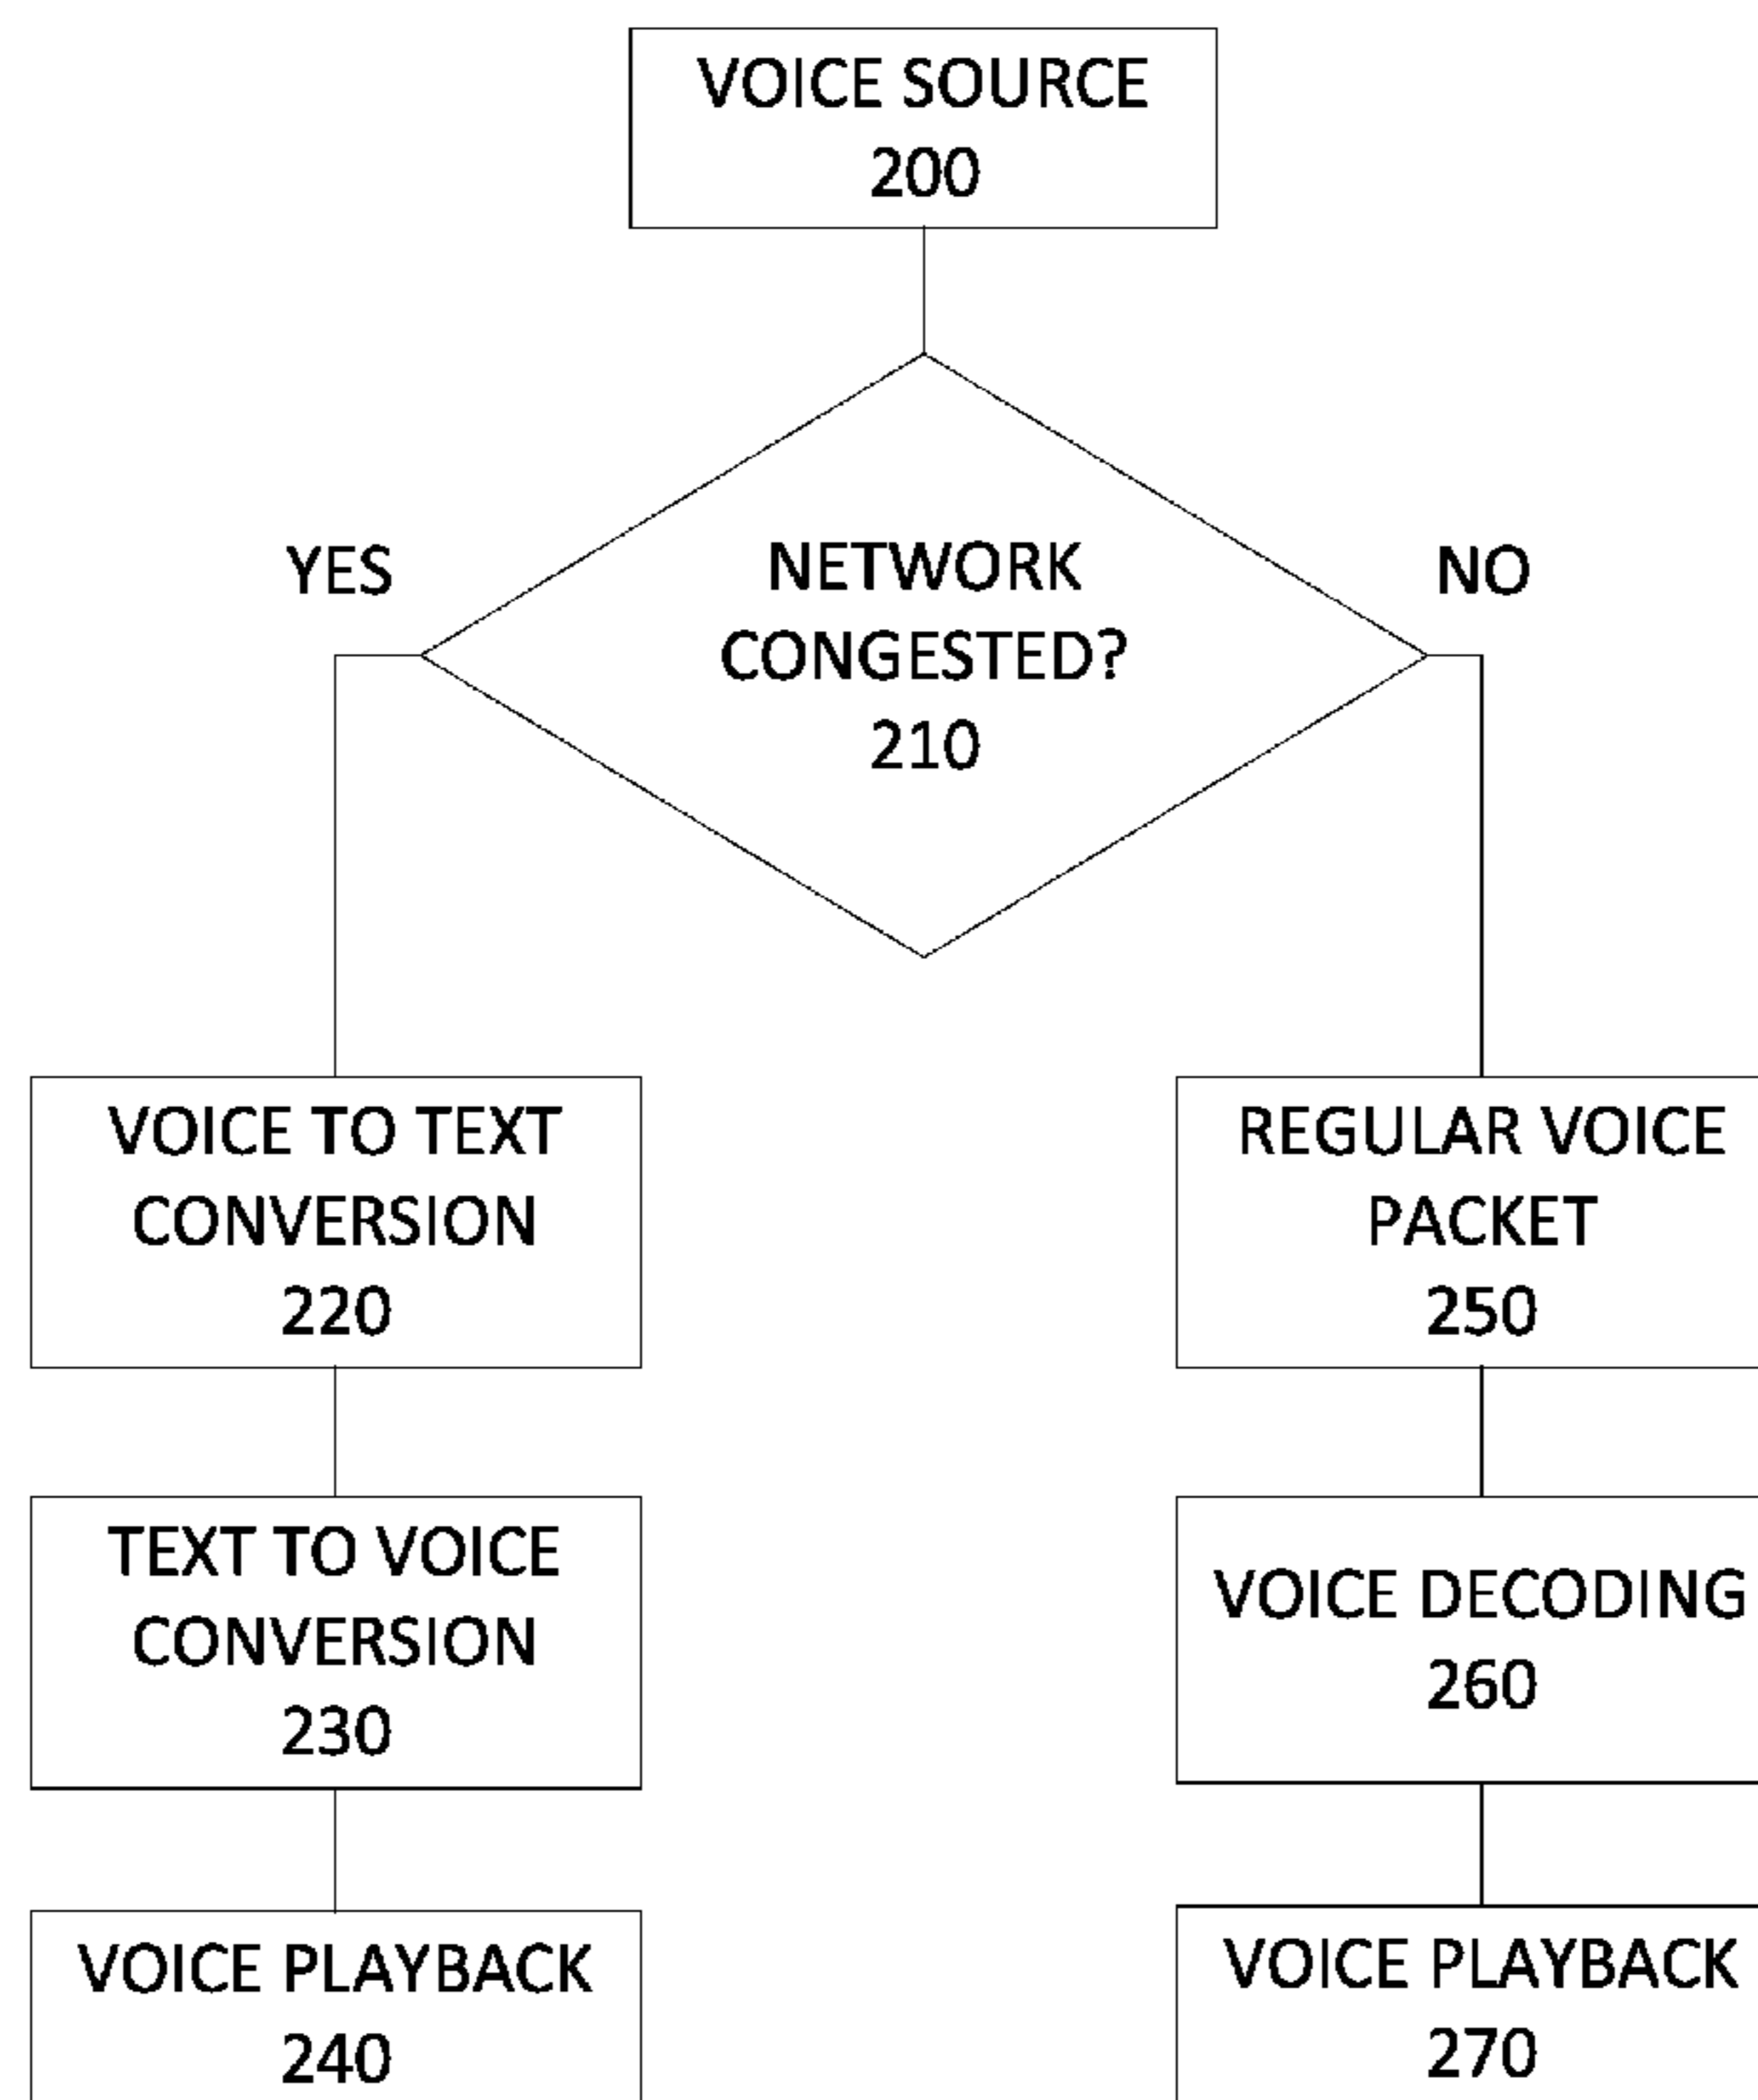 VOICE SOURCE
200
NETWORK
CONGESTED?
210
YES
NO
VOICE TO TEXT
CONVERSION
220
TEXT TO VOICE
CONVERSION
230
VOICE PLAYBACK
240
REGULAR VOICE
PACKET
250
VOICE DECODING
260
VOICE PLAYBACK
270